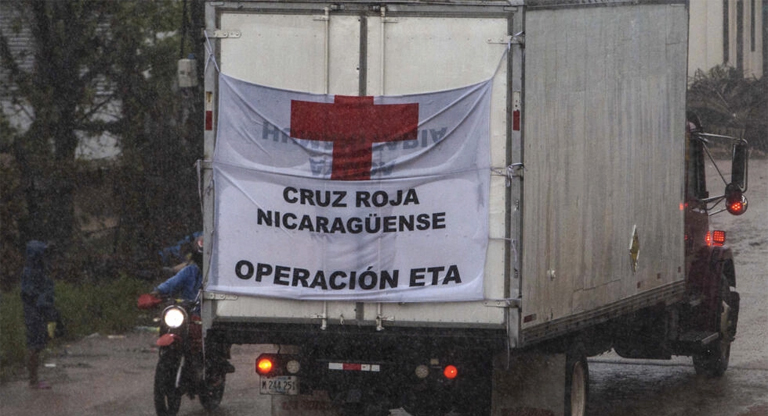 CRUZ ROJA
NICARAGÜENSE
OPERACIÓN ETA